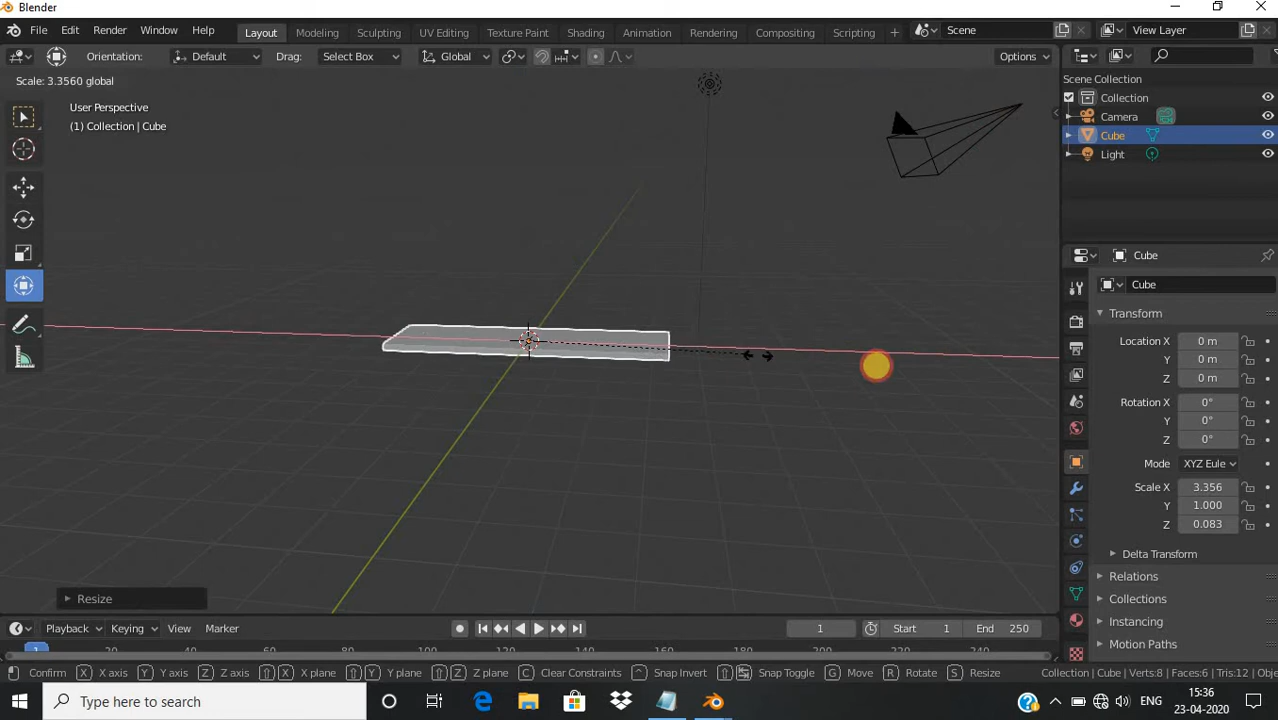 Blender
File Edit Render Window Help Layout Modeling Sculpting UV Editing Texture Paint Shading Animation Rendering Compositing Scripting + Scene View Layer
Orientation: Default Drag: Select Box Global Options
Scale: 3.3560 global
User Perspective
(1) Collection | Cube
Scene Collection
Collection
Camera
Cube
Light
Cube
Cube
Transform
Location X 0 m
Y 0 m
Z 0 m
Rotation X 0°
Y 0°
Z 0°
Mode XYZ Eule
Scale X 3.356
Y 1.000
Z 0.083
Delta Transform
Relations
Collections
Instancing
Motion Paths
Resize
Playback Keying View Marker 1 Start 1 End 250
1 20 40 60 80 100 120 140 160 180 200 220 240
Confirm X X axis Y Y axis Z Z axis X X plane Y Y plane Z Z plane C Clear Constraints Snap Invert Snap Toggle G Move R Rotate S Resize Collection | Cube | Verts:8 | Faces:6 | Tris:12 | Objects
Type here to search
ENG
15:36
23-04-2020